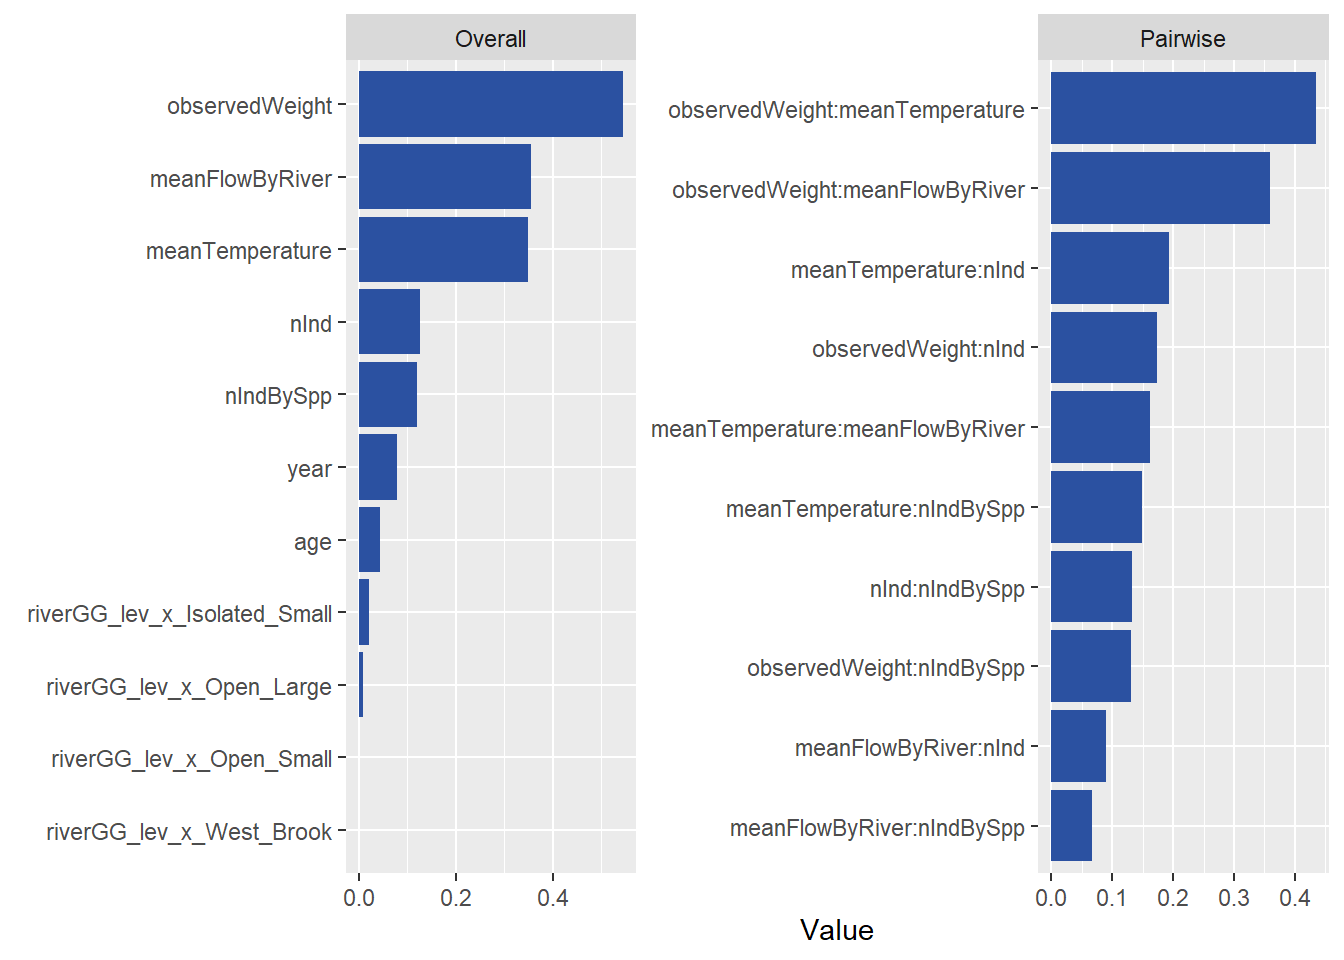 Overall
observedWeight
meanFlowByRiver
meanTemperature
nInd
nIndBySpp
year
age
riverGG_lev_x_Isolated_Small
riverGG_lev_x_Open_Large
riverGG_lev_x_Open_Small
riverGG_lev_x_West_Brook
0.0 0.2 0.4
Pairwise
observedWeight:meanTemperature
observedWeight:meanFlowByRiver
meanTemperature:nInd
observedWeight:nInd
meanTemperature:meanFlowByRiver
meanTemperature:nIndBySpp
nInd:nIndBySpp
observedWeight:nIndBySpp
meanFlowByRiver:nInd
meanFlowByRiver:nIndBySpp
0.0 0.1 0.2 0.3 0.4
Value